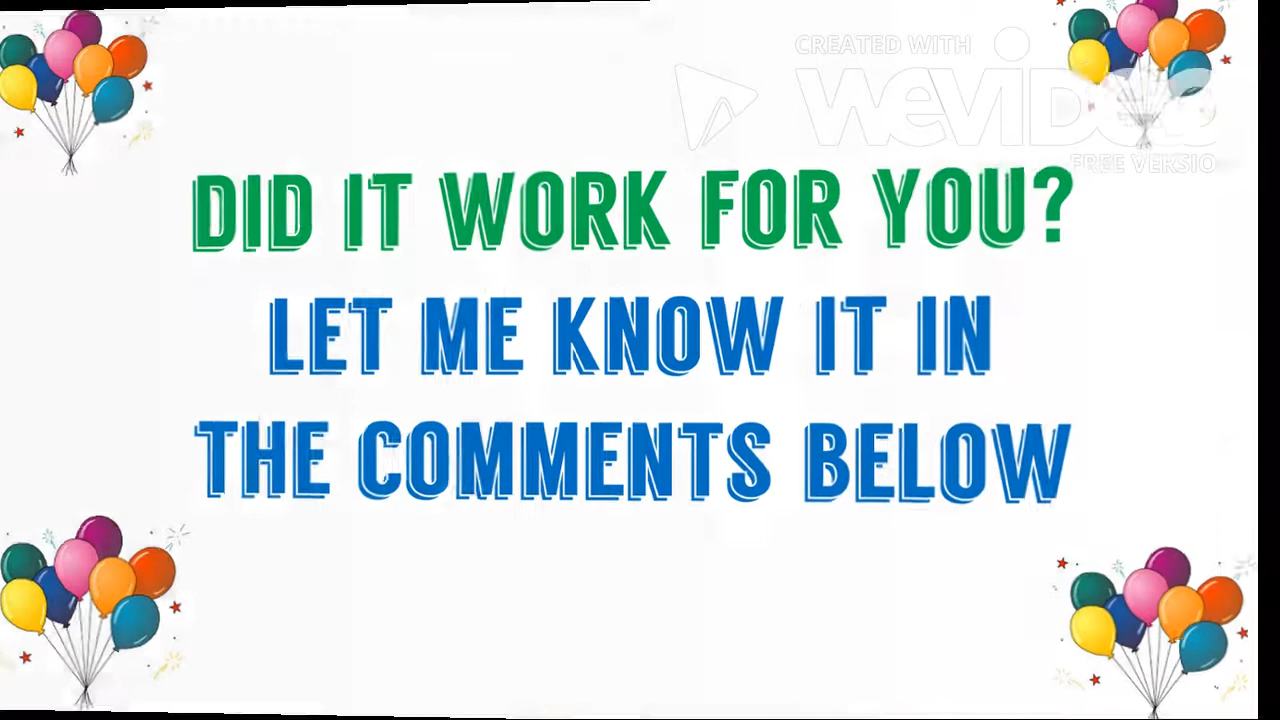 CREATED WITH
WeViDeo
FREE VERSIO
DID IT WORK FOR YOU?
LET ME KNOW IT IN
THE COMMENTS BELOW